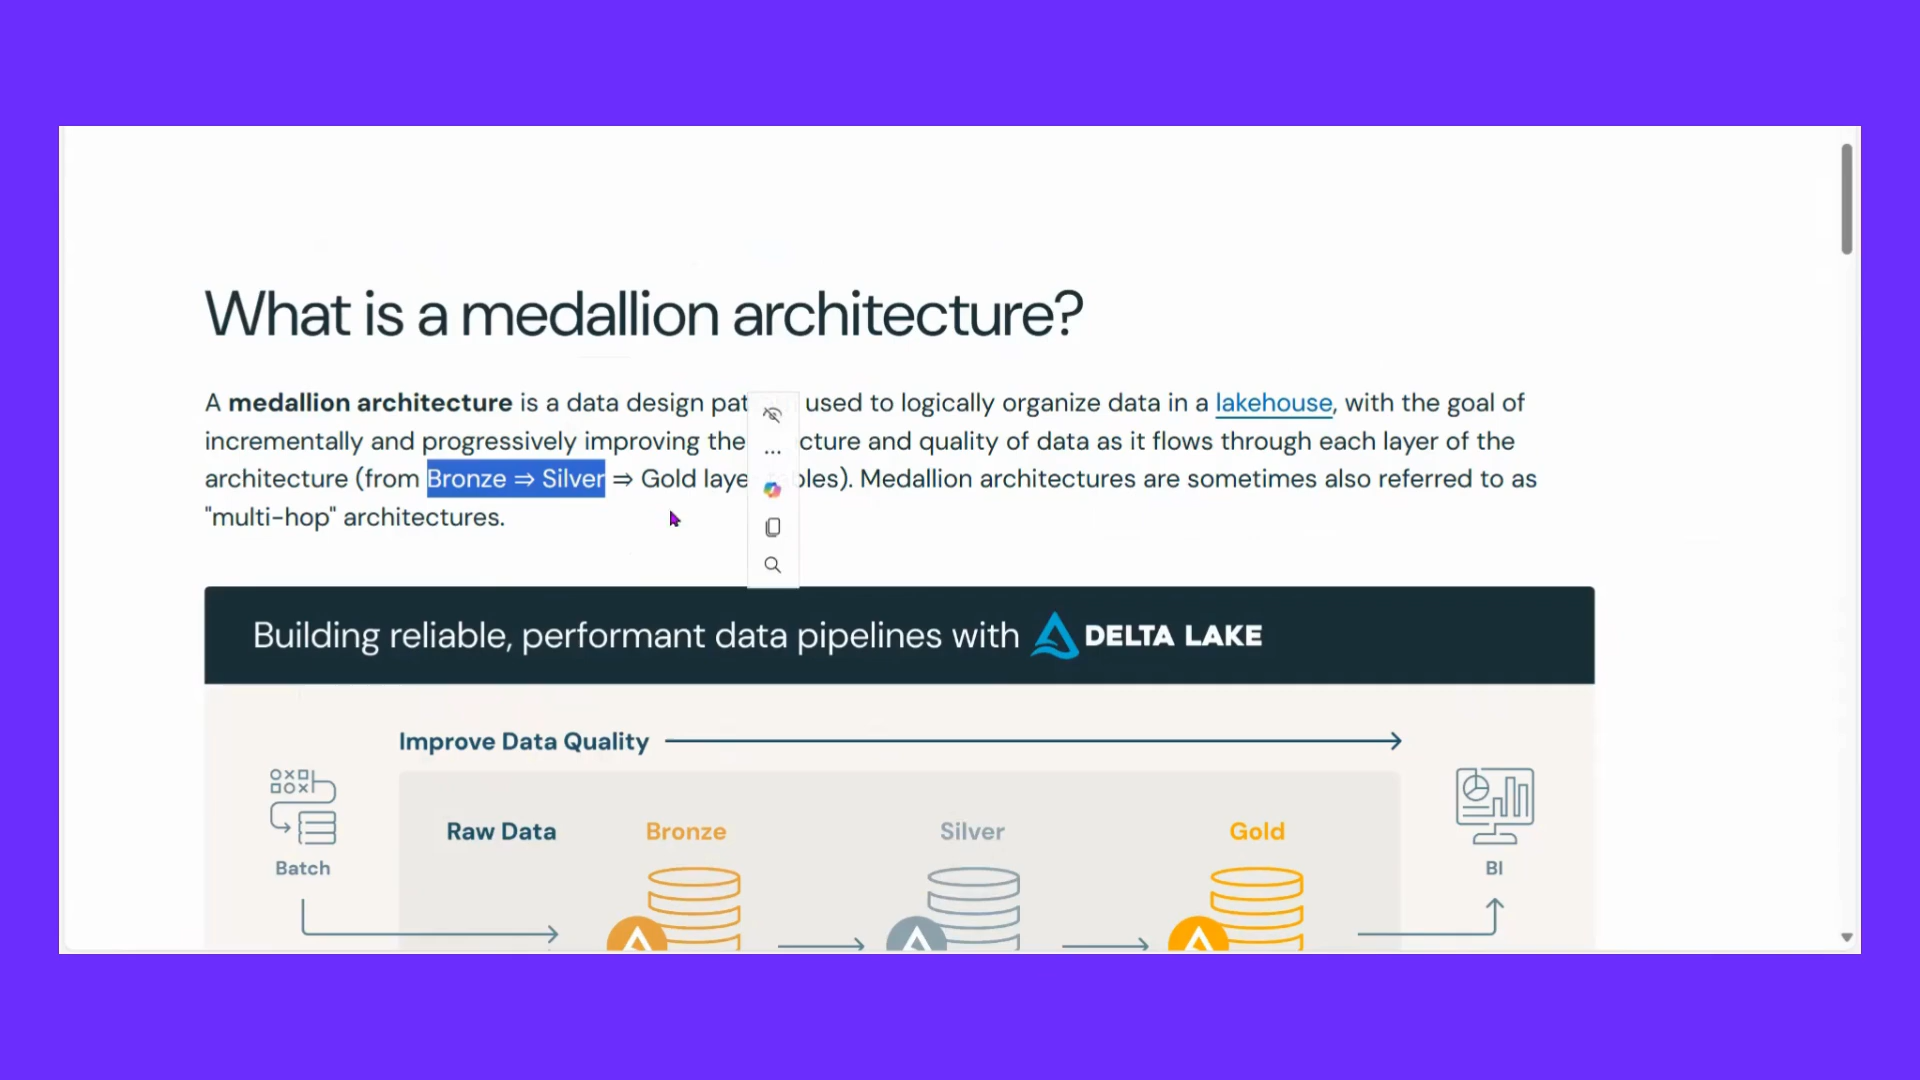 What is a medallion architecture?
A medallion architecture is a data design pat used to logically organize data in a lakehouse, with the goal of
incrementally and progressively improving the cture and quality of data as it flows through each layer of the
architecture (from Bronze ⇒ Silver ⇒ Gold laye bles). Medallion architectures are sometimes also referred to as
"multi-hop" architectures.
Building reliable, performant data pipelines with DELTA LAKE
Improve Data Quality
Raw Data Bronze Silver Gold
Batch BI